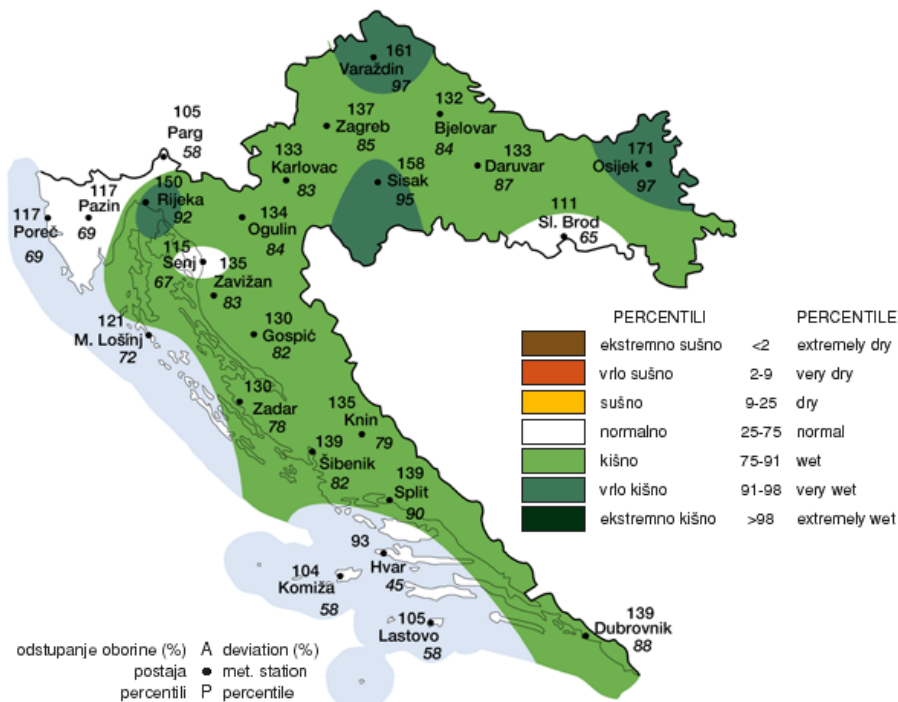 161
Varaždin
97
137
Zagreb
85
132
Bjelovar
84
105
Parg
58
133
Karlovac
83
158
Sisak
95
133
Daruvar
87
171
Osijek
97
150
Rijeka
92
117
Pazin
69
117
Poreč
69
134
Ogulin
84
111
Sl. Brod
65
115
Senj
67
135
Zavižan
83
121
M. Lošinj
72
130
Gospić
82
130
Zadar
78
135
Knin
79
139
Šibenik
82
139
Split
90
93
Hvar
45
104
Komiža
58
105
Lastovo
58
139
Dubrovnik
88
PERCENTILI PERCENTILE
ekstremno sušno <2 extremely dry
vrlo sušno 2-9 very dry
sušno 9-25 dry
normalno 25-75 normal
kišno 75-91 wet
vrlo kišno 91-98 very wet
ekstremno kišno >98 extremely wet
odstupanje oborine (%) A deviation (%)
postaja met. station
percentili P percentile